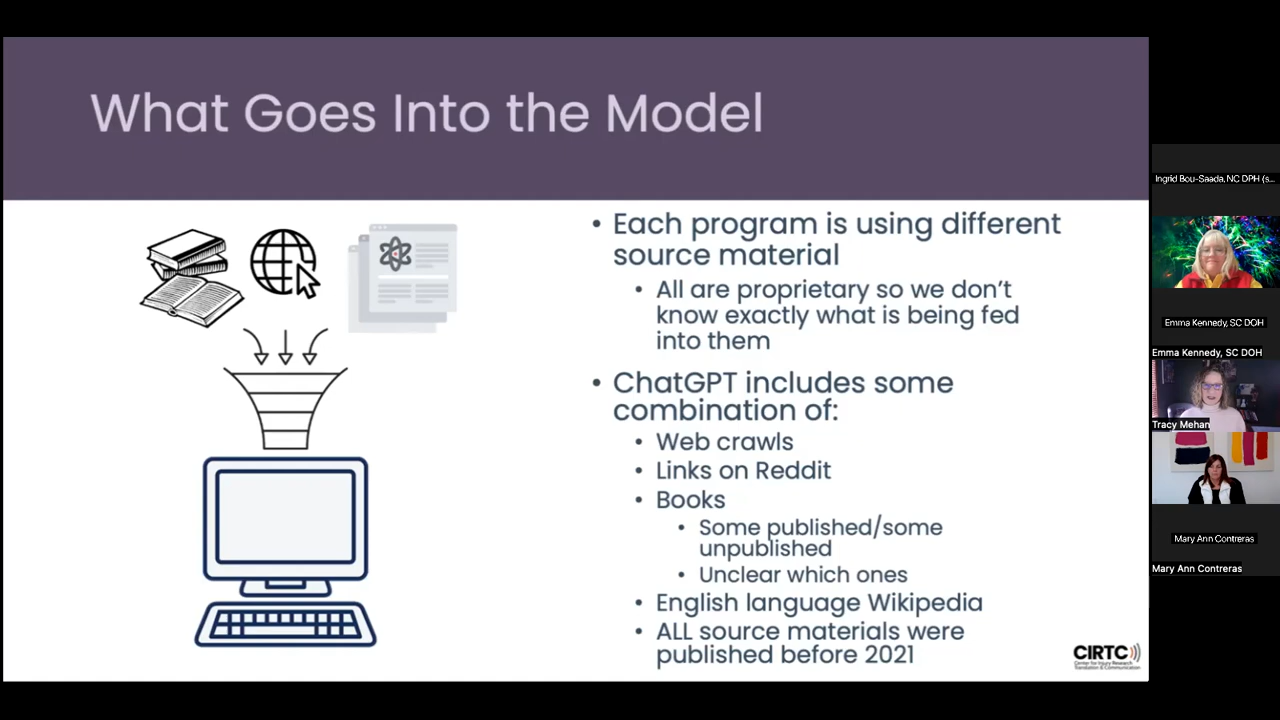 What Goes Into the Model
• Each program is using different
source material
• All are proprietary so we don't
know exactly what is being fed
into them
• ChatGPT includes some
combination of:
• Web crawls
• Links on Reddit
• Books
• Some published/some
unpublished
• Unclear which ones
• English language Wikipedia
• ALL source materials were
published before 2021
CIRTC
Center for Injury Research
Translation & Communication
Ingrid Bou-Saada, NC DPH (s...
Emma Kennedy, SC DOH
Emma Kennedy, SC DOH
Tracy Mehan
Mary Ann Contreras
Mary Ann Contreras